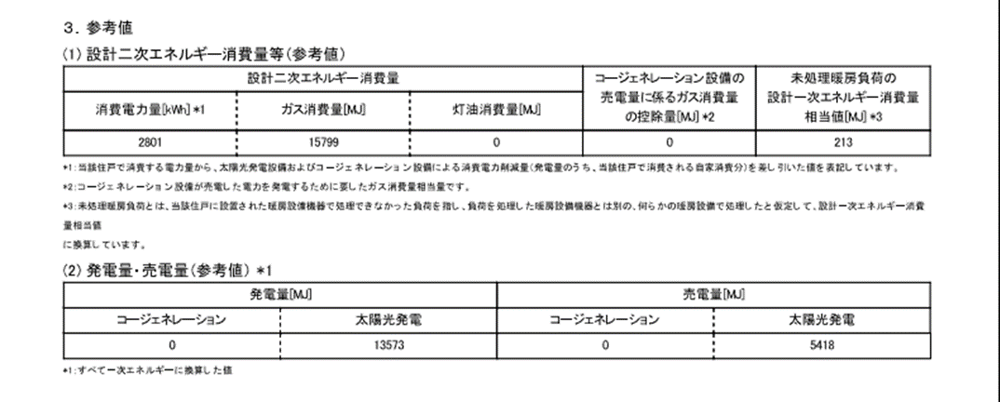 3．参考値
(1) 設計二次エネルギー消費量等(参考値)
設計二次エネルギー消費量
コージェネレーション設備の
売電量に係るガス消費量
の控除量[MJ] *2
未処理暖房負荷の
設計一次エネルギー消費量
相当値[MJ] *3
消費電力量[kWh] *1
ガス消費量[MJ]
灯油消費量[MJ]
2801
15799
0
0
213
*1:当該住戸で消費する電力量から、太陽光発電設備およびコージェネレーション設備による消費電力削減量(発電量のうち、当該住戸で消費される自家消費分)を差し引いた値を表記しています。
*2:コージェネレーション設備が売電した電力を発電するために要したガス消費量相当量です。
*3:未処理暖房負荷とは、当該住戸に設置された暖房設備機器で処理できなかった負荷を指し、負荷を処理した暖房設備機器とは別の、何らかの暖房設備で処理したと仮定して、設計一次エネルギー消費
量相当値
に換算しています。
(2) 発電量・売電量(参考値) *1
発電量[MJ]
売電量[MJ]
コージェネレーション
太陽光発電
コージェネレーション
太陽光発電
0
13573
0
5418
*1:すべて一次エネルギーに換算した値